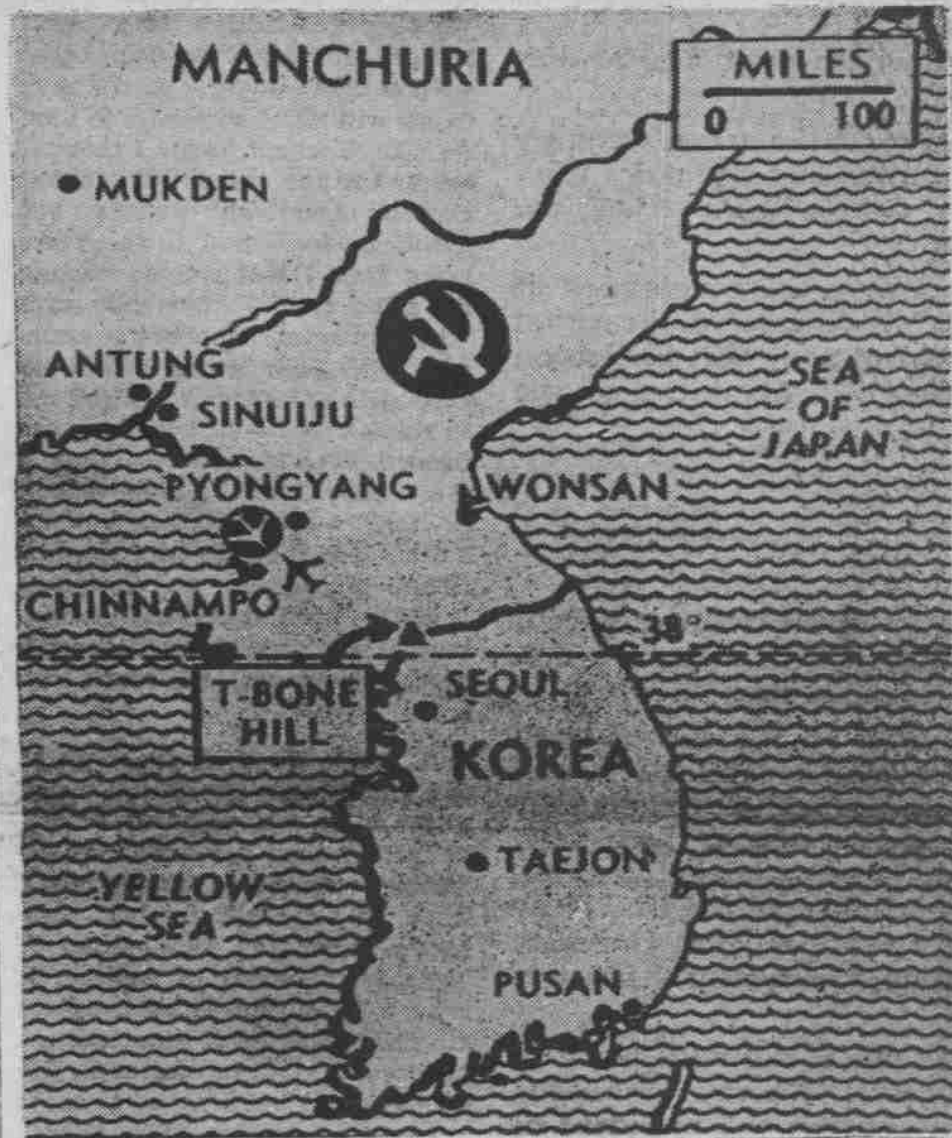 MANCHURIA
MILES
0 100
MUKDEN
ANTUNG
SINUIJU
SEA
OF
JAPAN
PYONGYANG
WONSAN
CHINNAMPO
38°
T-BONE
HILL
SEOUL
KOREA
TAEJON
YELLOW
SEA
PUSAN